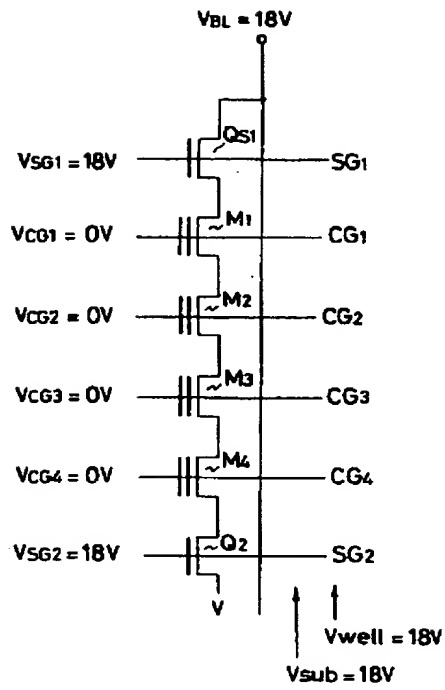 VBL = 18V
QS1
VSG1 = 18V
SG1
M1
VCG1 = 0V
CG1
M2
VCG2 = 0V
CG2
M3
VCG3 = 0V
CG3
M4
VCG4 = 0V
CG4
Q2
VSG2 = 18V
SG2
V
Vwell = 18V
Vsub = 18V